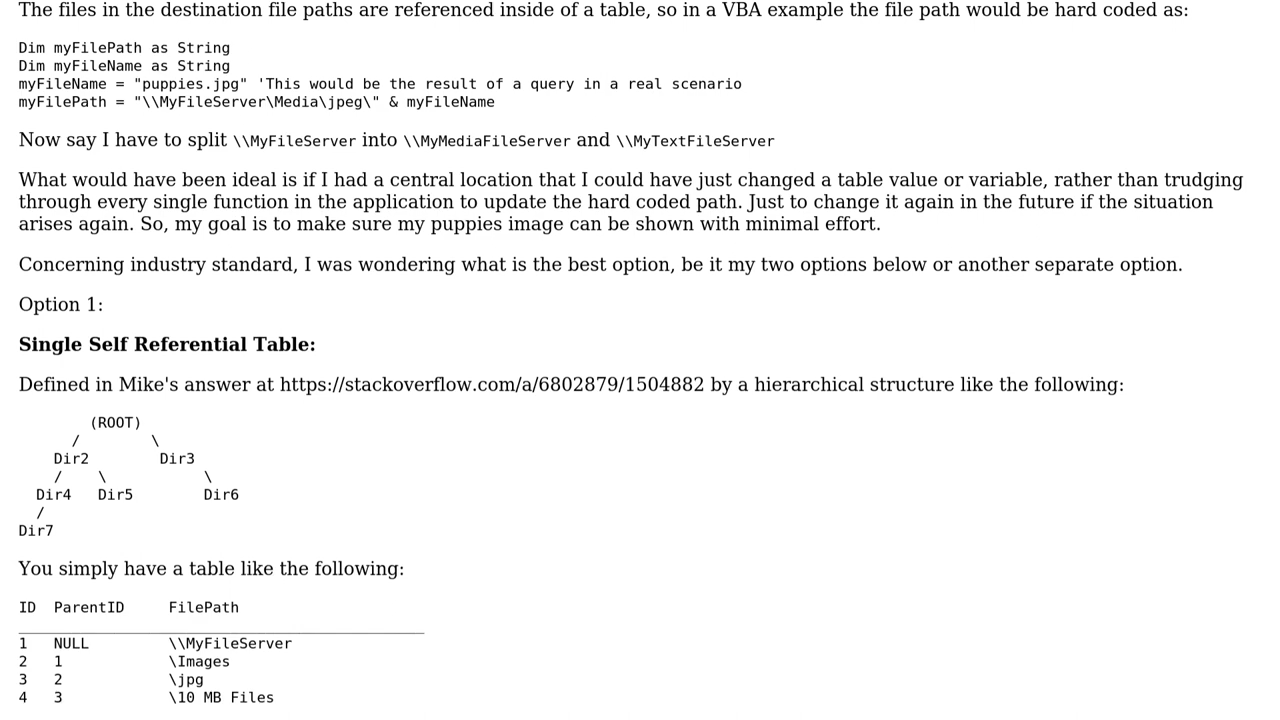 The files in the destination file paths are referenced inside of a table, so in a VBA example the file path would be hard coded as:
Dim myFilePath as String
Dim myFileName as String
myFileName = "puppies.jpg" 'This would be the result of a query in a real scenario
myFilePath = "\\MyFileServer\Media\jpeg\" & myFileName
Now say I have to split \\MyFileServer into \\MyMediaFileServer and \\MyTextFileServer
What would have been ideal is if I had a central location that I could have just changed a table value or variable, rather than trudging
through every single function in the application to update the hard coded path. Just to change it again in the future if the situation
arises again. So, my goal is to make sure my puppies image can be shown with minimal effort.
Concerning industry standard, I was wondering what is the best option, be it my two options below or another separate option.
Option 1:
Single Self Referential Table:
Defined in Mike's answer at https://stackoverflow.com/a/6802879/1504882 by a hierarchical structure like the following:
        (ROOT)
      /        \
    Dir2        Dir3
    /    \           \
  Dir4   Dir5        Dir6
  /
Dir7
You simply have a table like the following:
ID  ParentID     FilePath
______________________________________________
1   NULL         \\MyFileServer
2   1            \Images
3   2            \jpg
4   3            \10 MB Files